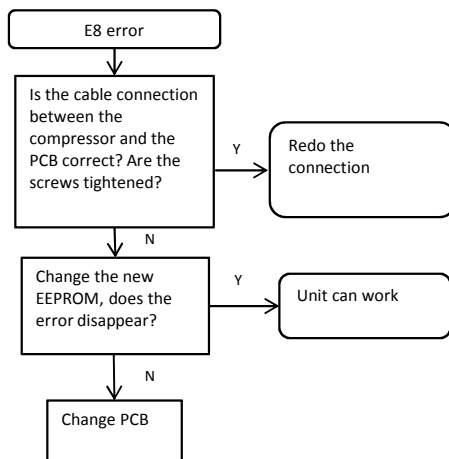 E8 error
Is the cable connection
between the
compressor and the
PCB correct? Are the
screws tightened?
Y
Redo the
connection
N
Change the new
EEPROM, does the
error disappear?
Y
Unit can work
N
Change PCB